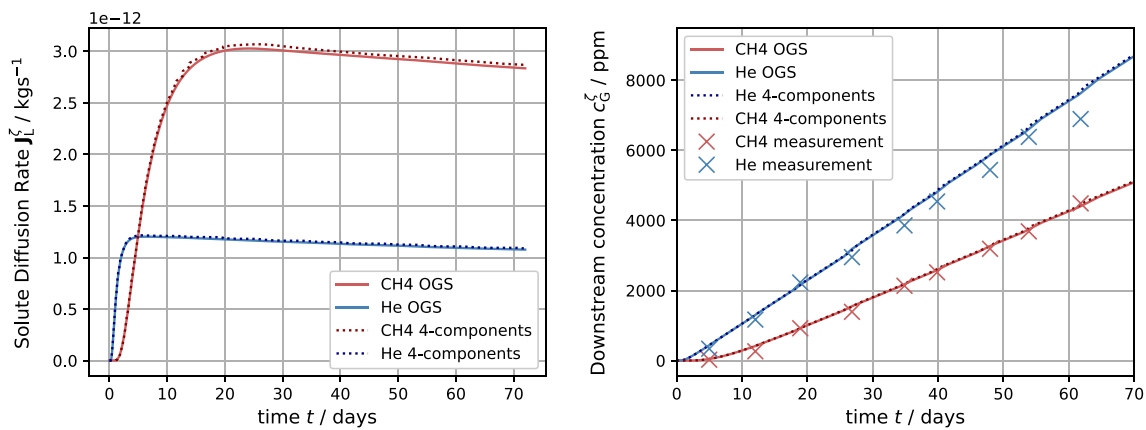 1e−12
3.0
2.5
2.0
1.5
1.0
0.5
0.0
Solute Diffusion Rate J_L^ζ / kgs⁻¹
0 10 20 30 40 50 60 70
time t / days
CH4 OGS
He OGS
CH4 4-components
He 4-components
8000
6000
4000
2000
0
Downstream concentration c_G^ζ / ppm
0 10 20 30 40 50 60 70
time t / days
CH4 OGS
He OGS
He 4-components
CH4 4-components
CH4 measurement
He measurement